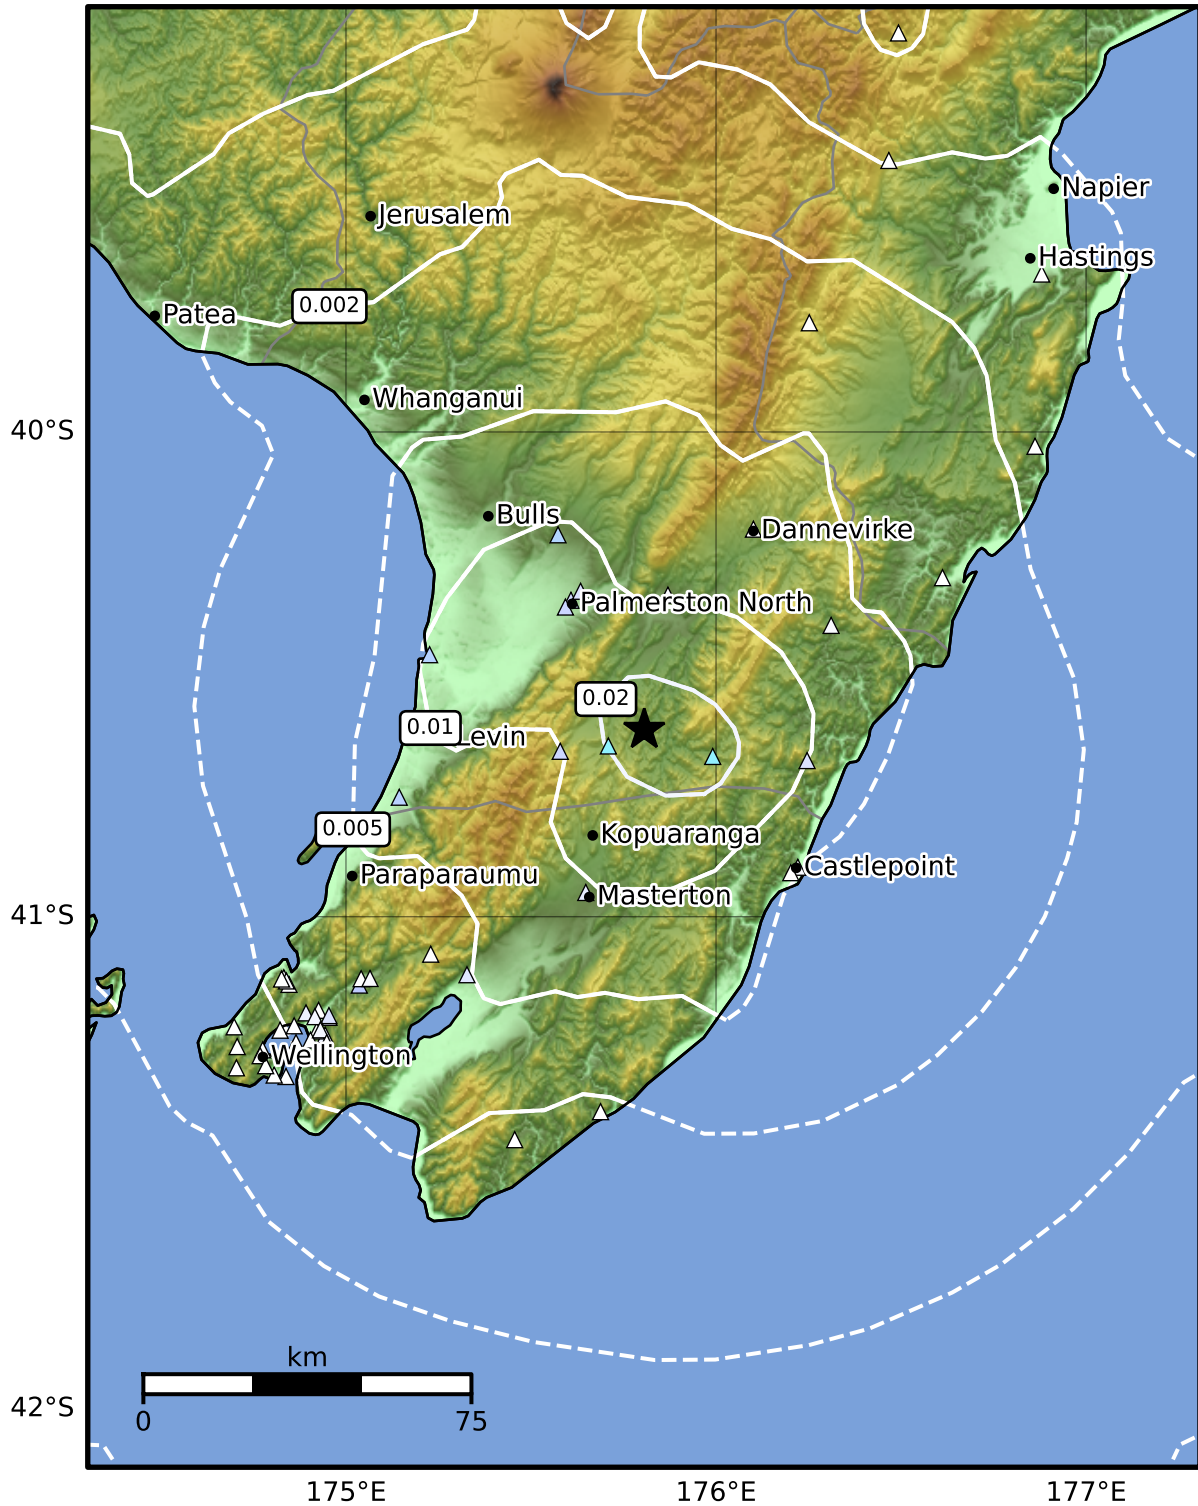 Napier
Jerusalem
Hastings
0.002
Patea
Whanganui
40°S
Bulls
Dannevirke
Palmerston North
0.02
0.01
Levin
0.005
Kopuaranga
Castlepoint
Paraparaumu
Masterton
41°S
Wellington
km
0 75
42°S
175°E 176°E 177°E